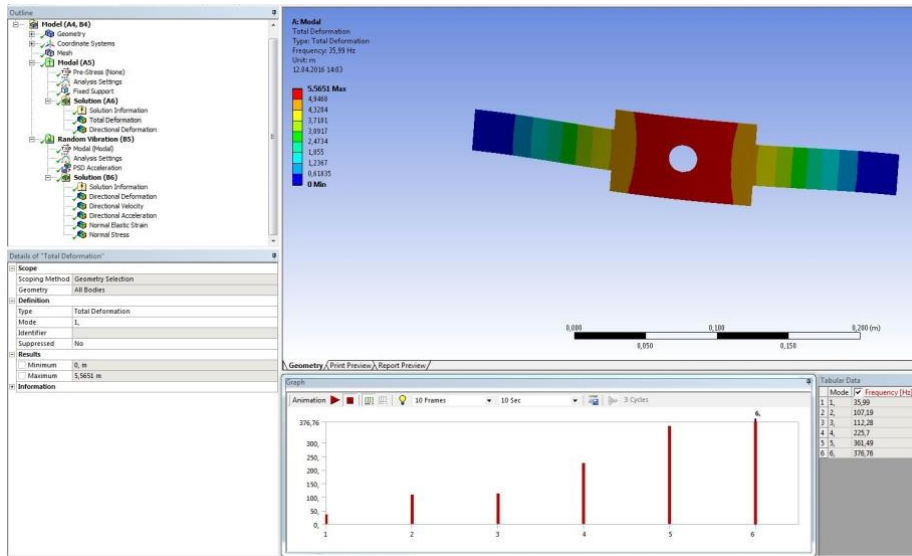 Outline
Model (A4, B4)
Geometry
Coordinate Systems
Mesh
Modal (A5)
Pre-Stress (None)
Analysis Settings
Fixed Support
Solution (A6)
Solution Information
Total Deformation
Directional Deformation
Random Vibration (B5)
Modal (Modal)
Analysis Settings
PSD Acceleration
Solution (B6)
Solution Information
Directional Deformation
Directional Velocity
Directional Acceleration
Normal Elastic Strain
Normal Stress
Details of "Total Deformation"
Scope
Scoping Method Geometry Selection
Geometry All Bodies
Definition
Type Total Deformation
Mode 1,
Identifier
Suppressed No
Results
Minimum 0, m
Maximum 5,5651 m
Information
A: Modal
Total Deformation
Type: Total Deformation
Frequency: 35,99 Hz
Unit: m
12.04.2016 14:03
5,5651 Max
4,9468
4,3284
3,7101
3,0917
2,4734
1,855
1,2367
0,61835
0 Min
0,000 0,100 0,200 (m)
0,050 0,150
Geometry Print Preview Report Preview
Graph
Animation 10 Frames 10 Sec 3 Cycles
6,
376,76
300,
250,
200,
150,
100,
50,
0,
1 2 3 4 5 6
Tabular Data
Mode Frequency [Hz]
1 1, 35,99
2 2, 107,19
3 3, 112,28
4 4, 225,7
5 5, 361,49
6 6, 376,76